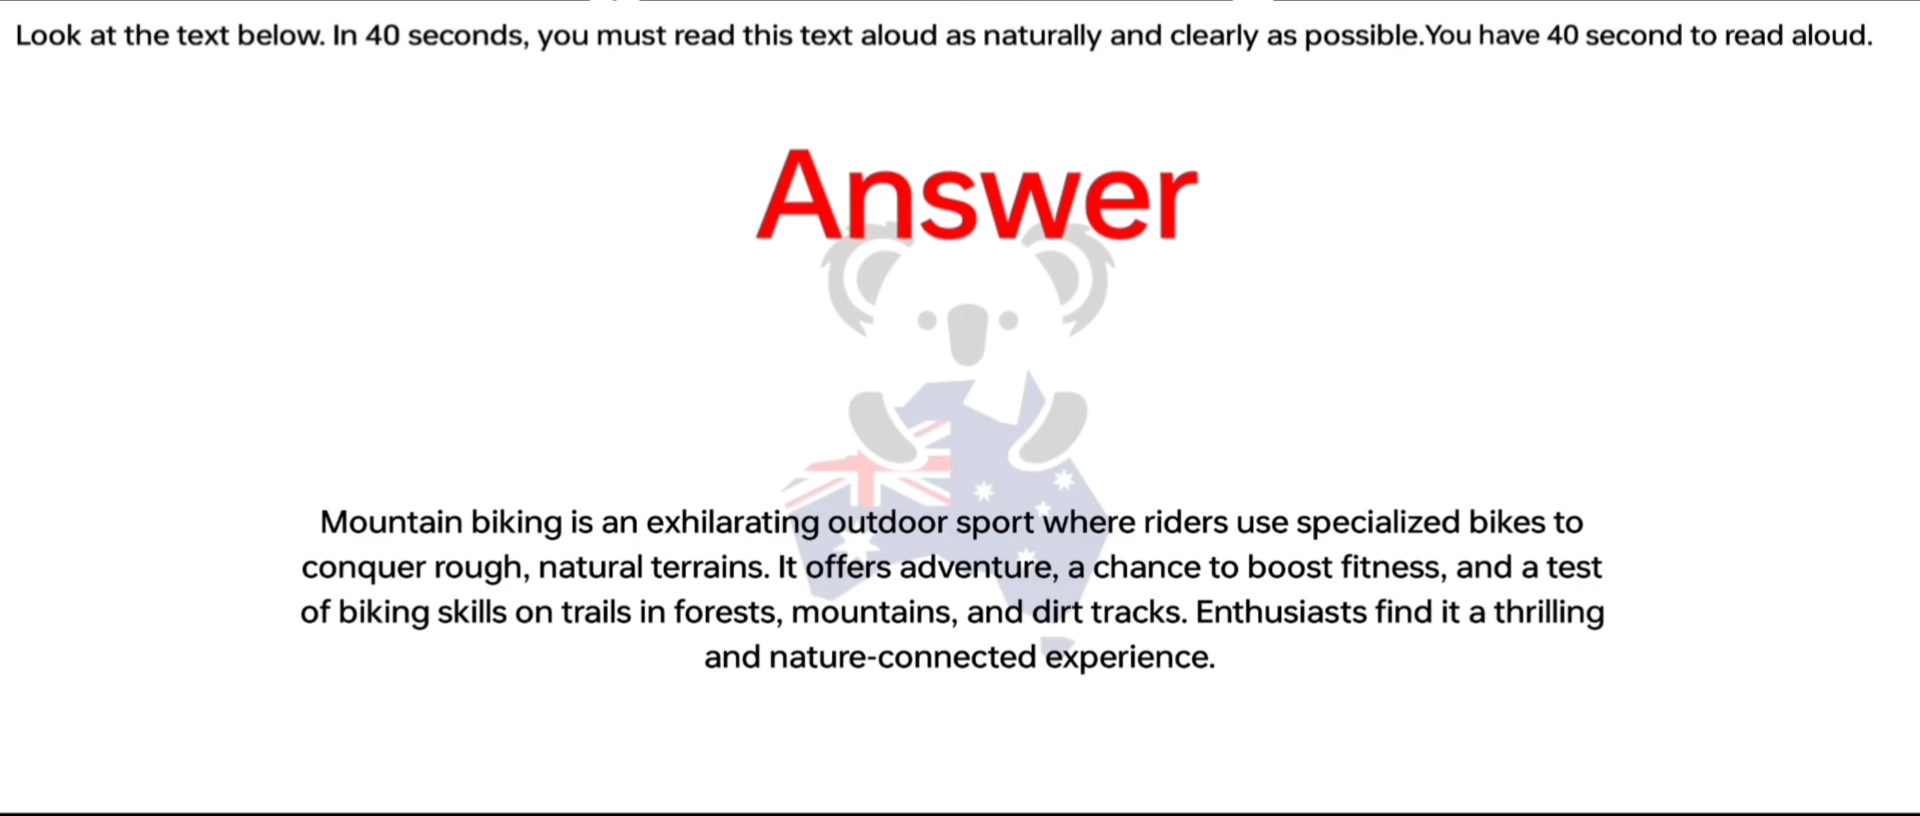 Look at the text below. In 40 seconds, you must read this text aloud as naturally and clearly as possible.You have 40 second to read aloud.
Answer
Mountain biking is an exhilarating outdoor sport where riders use specialized bikes to
conquer rough, natural terrains. It offers adventure, a chance to boost fitness, and a test
of biking skills on trails in forests, mountains, and dirt tracks. Enthusiasts find it a thrilling
and nature-connected experience.